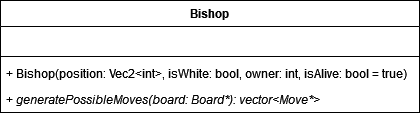 Bishop
+ Bishop(position: Vec2<int>, isWhite: bool, owner: int, isAlive: bool = true)
+ generatePossibleMoves(board: Board*): vector<Move*>